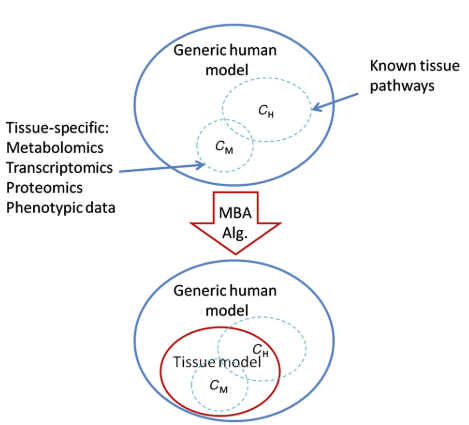 Generic human
model
Known tissue
pathways
C_H
Tissue-specific:
Metabolomics
Transcriptomics
Proteomics
Phenotypic data
C_M
MBA
Alg.
Generic human
model
C_H
Tissue model
C_M